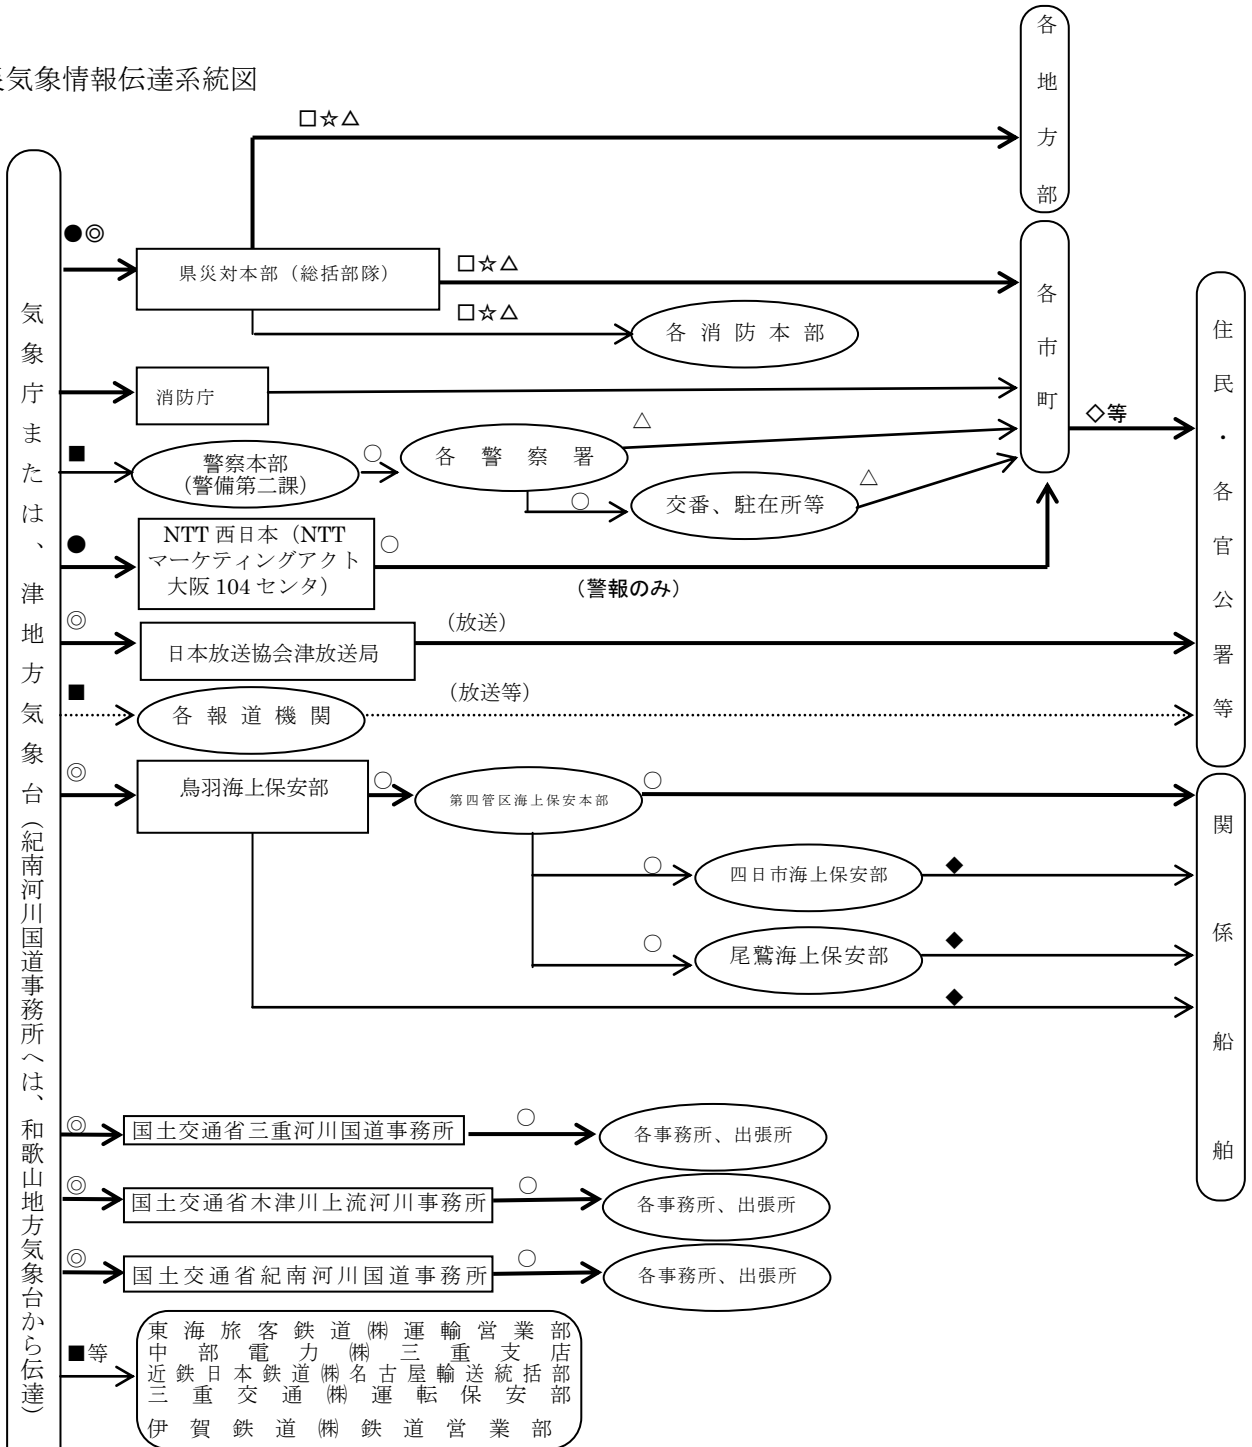 気象情報伝達系統図
各地方部
□☆△
●◎
県災対本部（総括部隊）
□☆△
□☆△
各消防本部
各市町
◇等
住民・各官公署等
気象庁または、津地方気象台（紀南河川国道事務所へは、和歌山地方気象台から伝達）
消防庁
■
警察本部
(警備第二課)
○
各警察署
△
○
交番、駐在所等
△
●
NTT 西日本（NTT
マーケティングアクト
大阪 104 センタ）
○
（警報のみ）
◎
日本放送協会津放送局
（放送）
■
各報道機関
（放送等）
◎
鳥羽海上保安部
○
第四管区海上保安本部
○
関係船舶
○
四日市海上保安部
◆
○
尾鷲海上保安部
◆
◆
◎
国土交通省三重河川国道事務所
○
各事務所、出張所
◎
国土交通省木津川上流河川事務所
○
各事務所、出張所
◎
国土交通省紀南河川国道事務所
○
各事務所、出張所
■等
東海旅客鉄道㈱運輸営業部
中部電力㈱三重支店
近鉄日本鉄道㈱名古屋輸送統括部
三重交通㈱運転保安部
伊賀鉄道㈱鉄道営業部